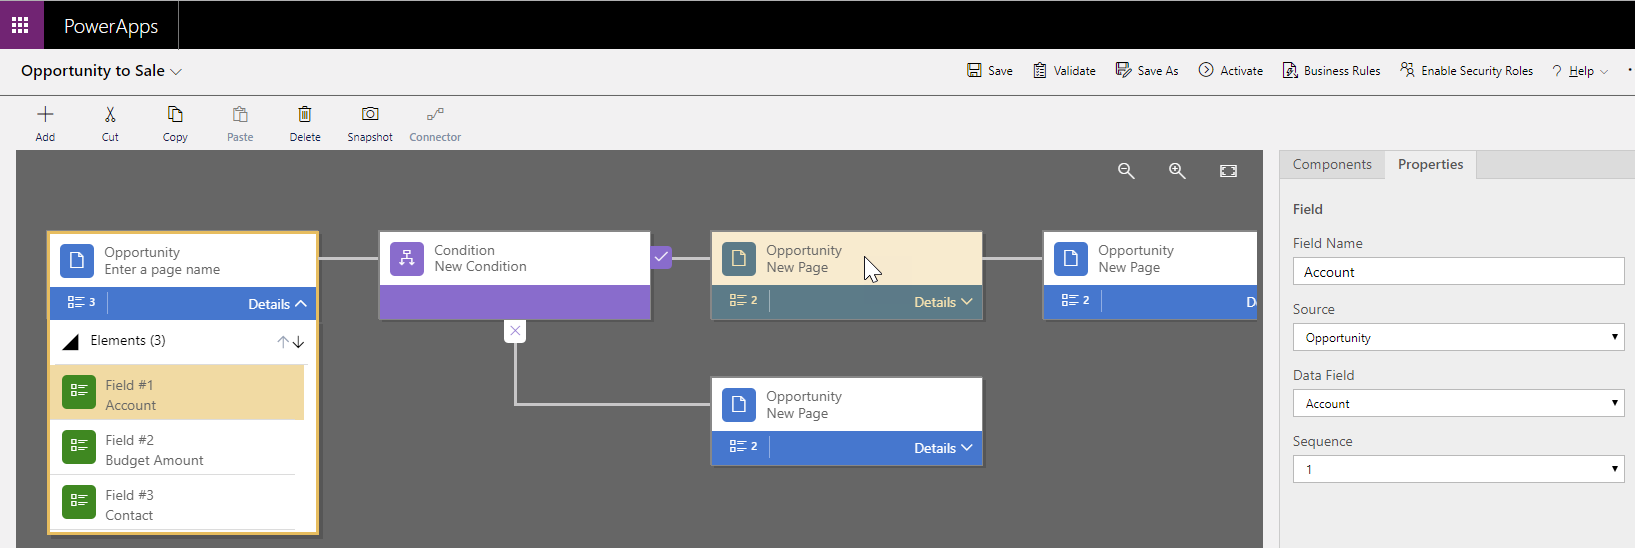 PowerApps
Opportunity to Sale
Save
Validate
Save As
Activate
Business Rules
Enable Security Roles
? Help
Add
Cut
Copy
Paste
Delete
Snapshot
Connector
Components
Properties
Opportunity
Enter a page name
3
Details
Elements (3)
Field #1
Account
Field #2
Budget Amount
Field #3
Contact
Condition
New Condition
Opportunity
New Page
2
Details
Opportunity
New Page
2
Opportunity
New Page
2
Details
Field
Field Name
Account
Source
Opportunity
Data Field
Account
Sequence
1